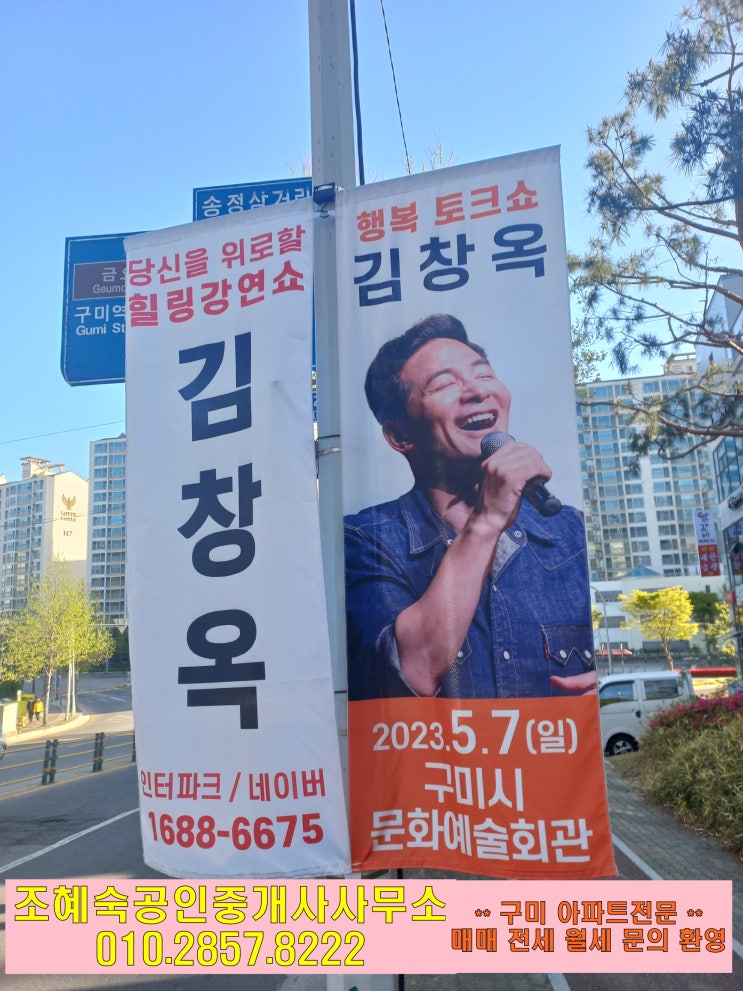 송정삼거리
구미역
Gumi St
당신을 위로할
힐링강연쇼
김
창
옥
인터파크 / 네이버
1688-6675
행복 토크쇼
김창옥
2023.5.7(일)
구미시
문화예술회관
117
조혜숙공인중개사사무소
010.2857.8222
** 구미 아파트전문 **
매매 전세 월세 문의 환영